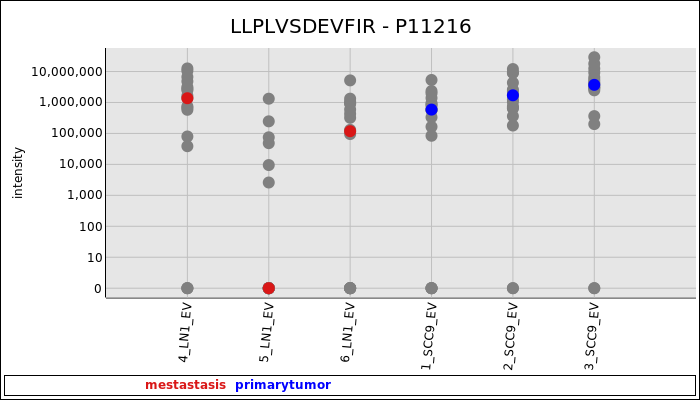 LLPLVSDEVFIR - P11216
10,000,000
1,000,000
100,000
10,000
1,000
100
10
0
intensity
4_LN1_EV
5_LN1_EV
6_LN1_EV
1_SCC9_EV
2_SCC9_EV
3_SCC9_EV
mestastasis primarytumor